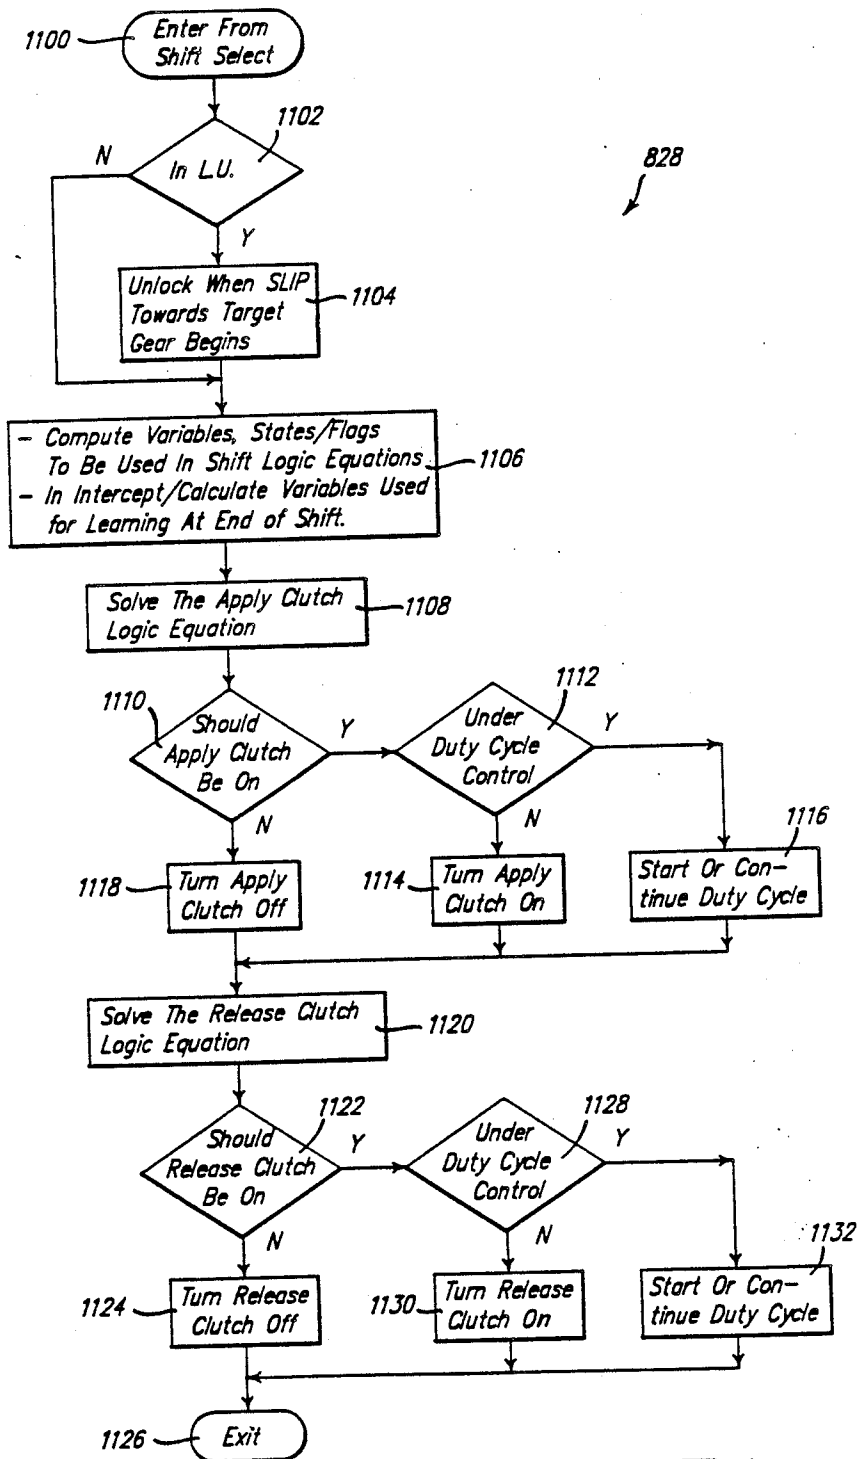 1100
Enter From
Shift Select
1102
In L.U.
N
Y
828
Unlock When SLIP
Towards Target
Gear Begins
1104
- Compute Variables, States/Flags
To Be Used In Shift Logic Equations
- In Intercept/Calculate Variables Used
for Learning At End of Shift.
1106
Solve The Apply Clutch
Logic Equation
1108
1110
Should
Apply Clutch
Be On
Y
N
1112
Under
Duty Cycle
Control
Y
N
1118
Turn Apply
Clutch Off
1114
Turn Apply
Clutch On
1116
Start Or Con-
tinue Duty Cycle
Solve The Release Clutch
Logic Equation
1120
1122
Should
Release Clutch
Be On
Y
N
1128
Under
Duty Cycle
Control
Y
N
1124
Turn Release
Clutch Off
1130
Turn Release
Clutch On
1132
Start Or Con-
tinue Duty Cycle
1126
Exit